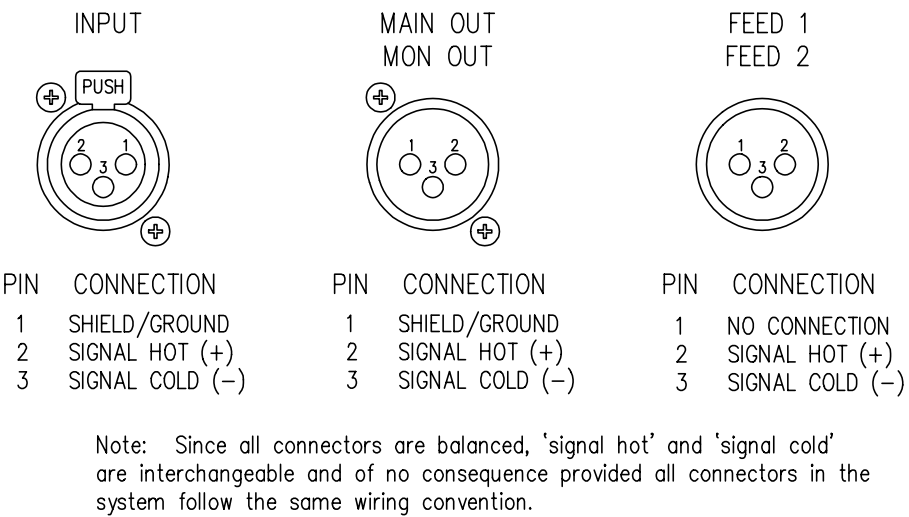 INPUT
PUSH
2 1
3
PIN CONNECTION
1 SHIELD/GROUND
2 SIGNAL HOT (+)
3 SIGNAL COLD (−)
MAIN OUT
MON OUT
1 2
3
PIN CONNECTION
1 SHIELD/GROUND
2 SIGNAL HOT (+)
3 SIGNAL COLD (−)
FEED 1
FEED 2
1 2
3
PIN CONNECTION
1 NO CONNECTION
2 SIGNAL HOT (+)
3 SIGNAL COLD (−)
Note: Since all connectors are balanced, ‘signal hot’ and ‘signal cold’
are interchangeable and of no consequence provided all connectors in the
system follow the same wiring convention.